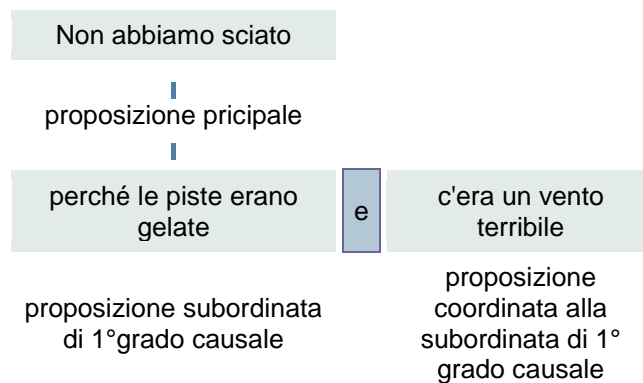 Non abbiamo sciato
proposizione pricipale
perché le piste erano
gelate
e
c'era un vento
terribile
proposizione subordinata
di 1°grado causale
proposizione
coordinata alla
subordinata di 1°
grado causale